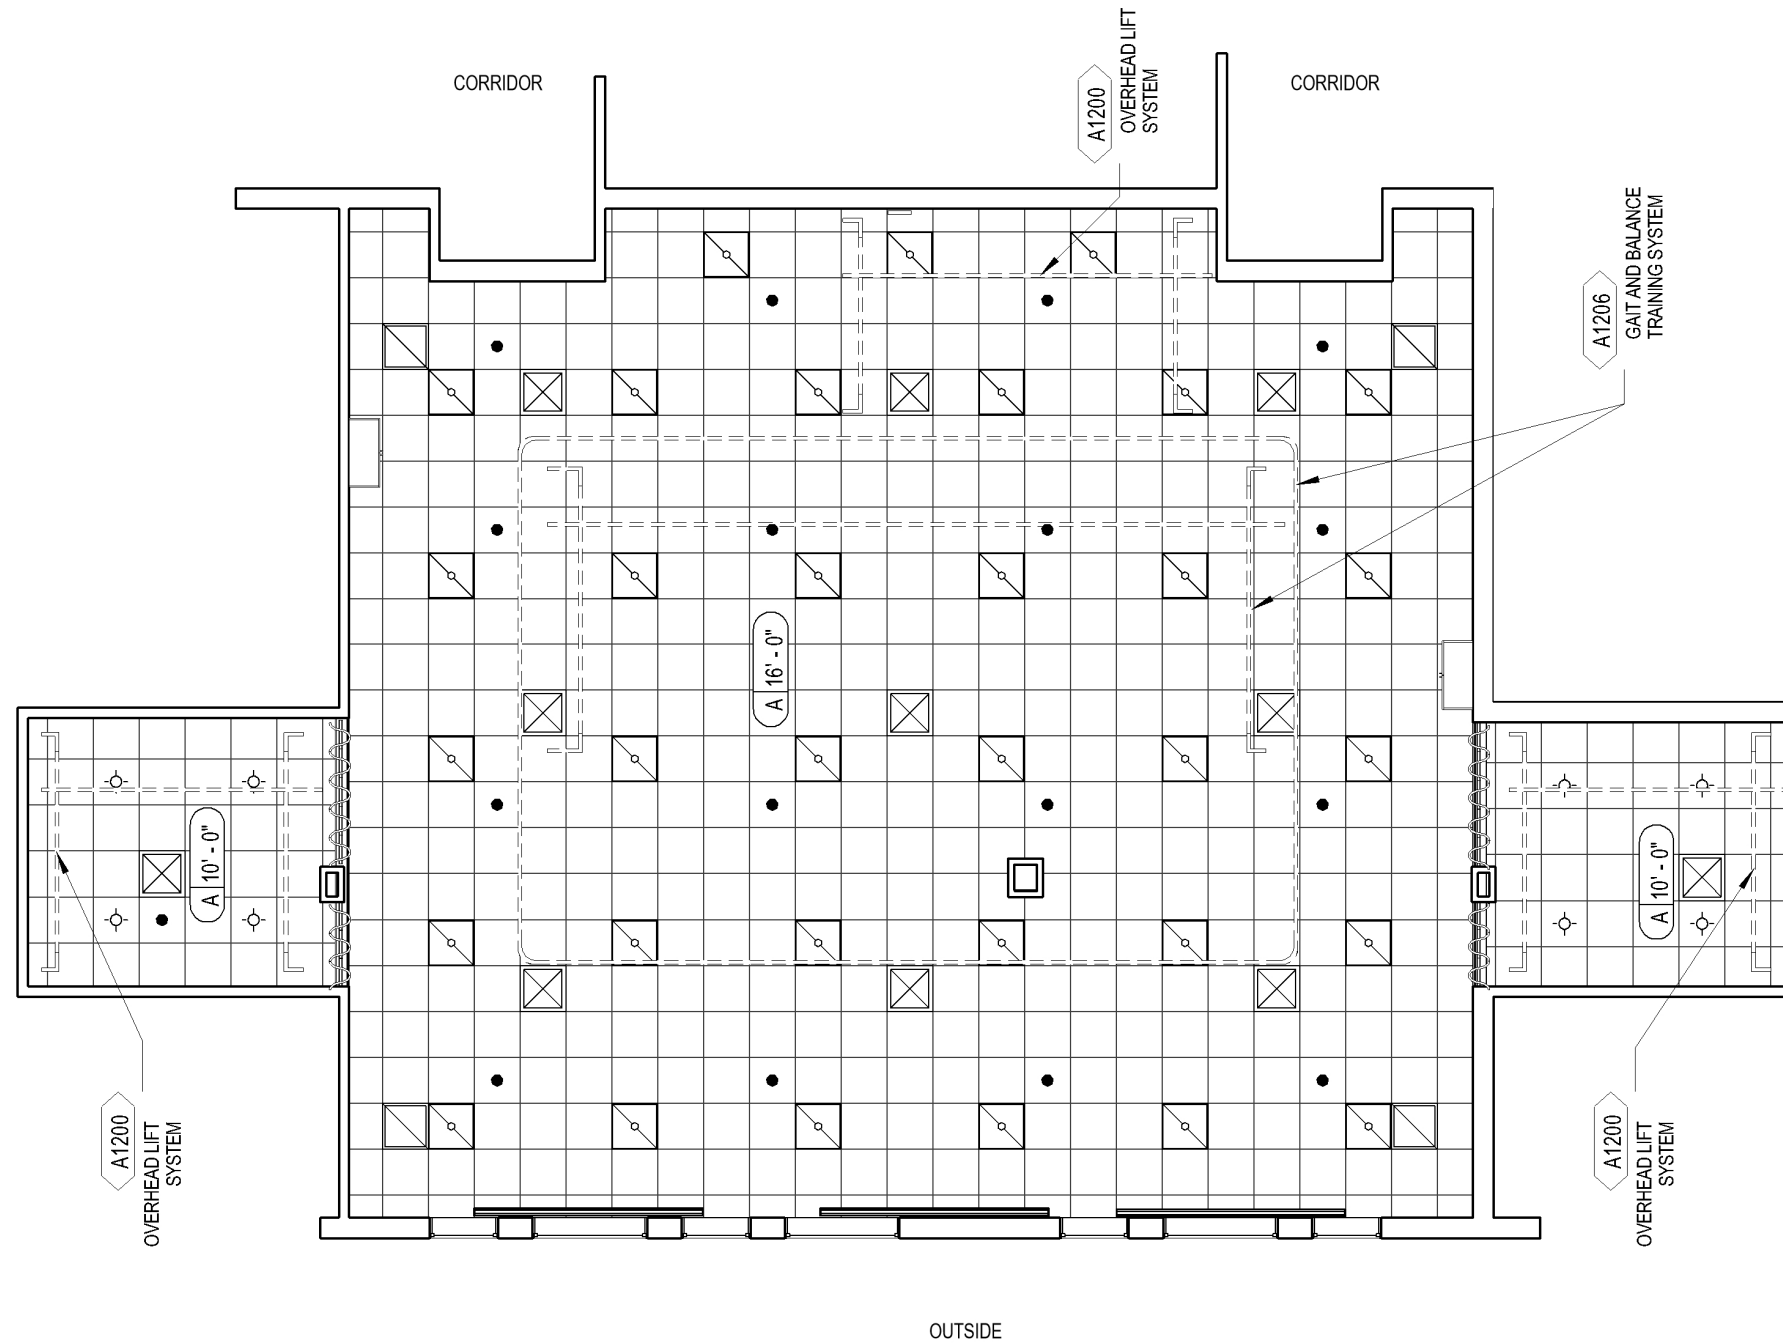 CORRIDOR
CORRIDOR
A1200
OVERHEAD LIFT
SYSTEM
A1206
GAIT AND BALANCE
TRAINING SYSTEM
A 16' - 0"
A 10' - 0"
A 10' - 0"
A1200
OVERHEAD LIFT
SYSTEM
A1200
OVERHEAD LIFT
SYSTEM
OUTSIDE